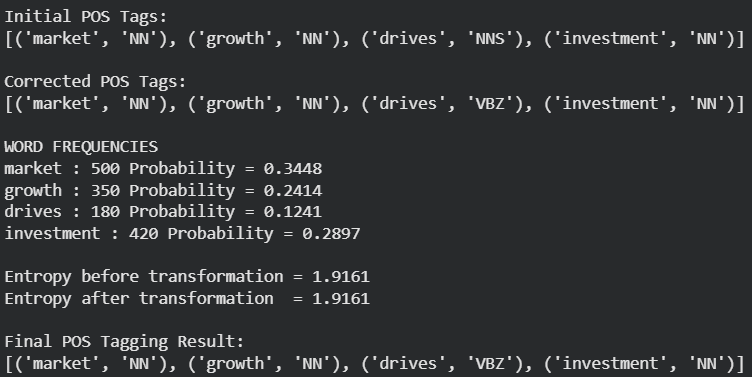 Initial POS Tags:
[('market', 'NN'), ('growth', 'NN'), ('drives', 'NNS'), ('investment', 'NN')]
Corrected POS Tags:
[('market', 'NN'), ('growth', 'NN'), ('drives', 'VBZ'), ('investment', 'NN')]
WORD FREQUENCIES
market : 500 Probability = 0.3448
growth : 350 Probability = 0.2414
drives : 180 Probability = 0.1241
investment : 420 Probability = 0.2897
Entropy before transformation = 1.9161
Entropy after transformation  = 1.9161
Final POS Tagging Result:
[('market', 'NN'), ('growth', 'NN'), ('drives', 'VBZ'), ('investment', 'NN')]